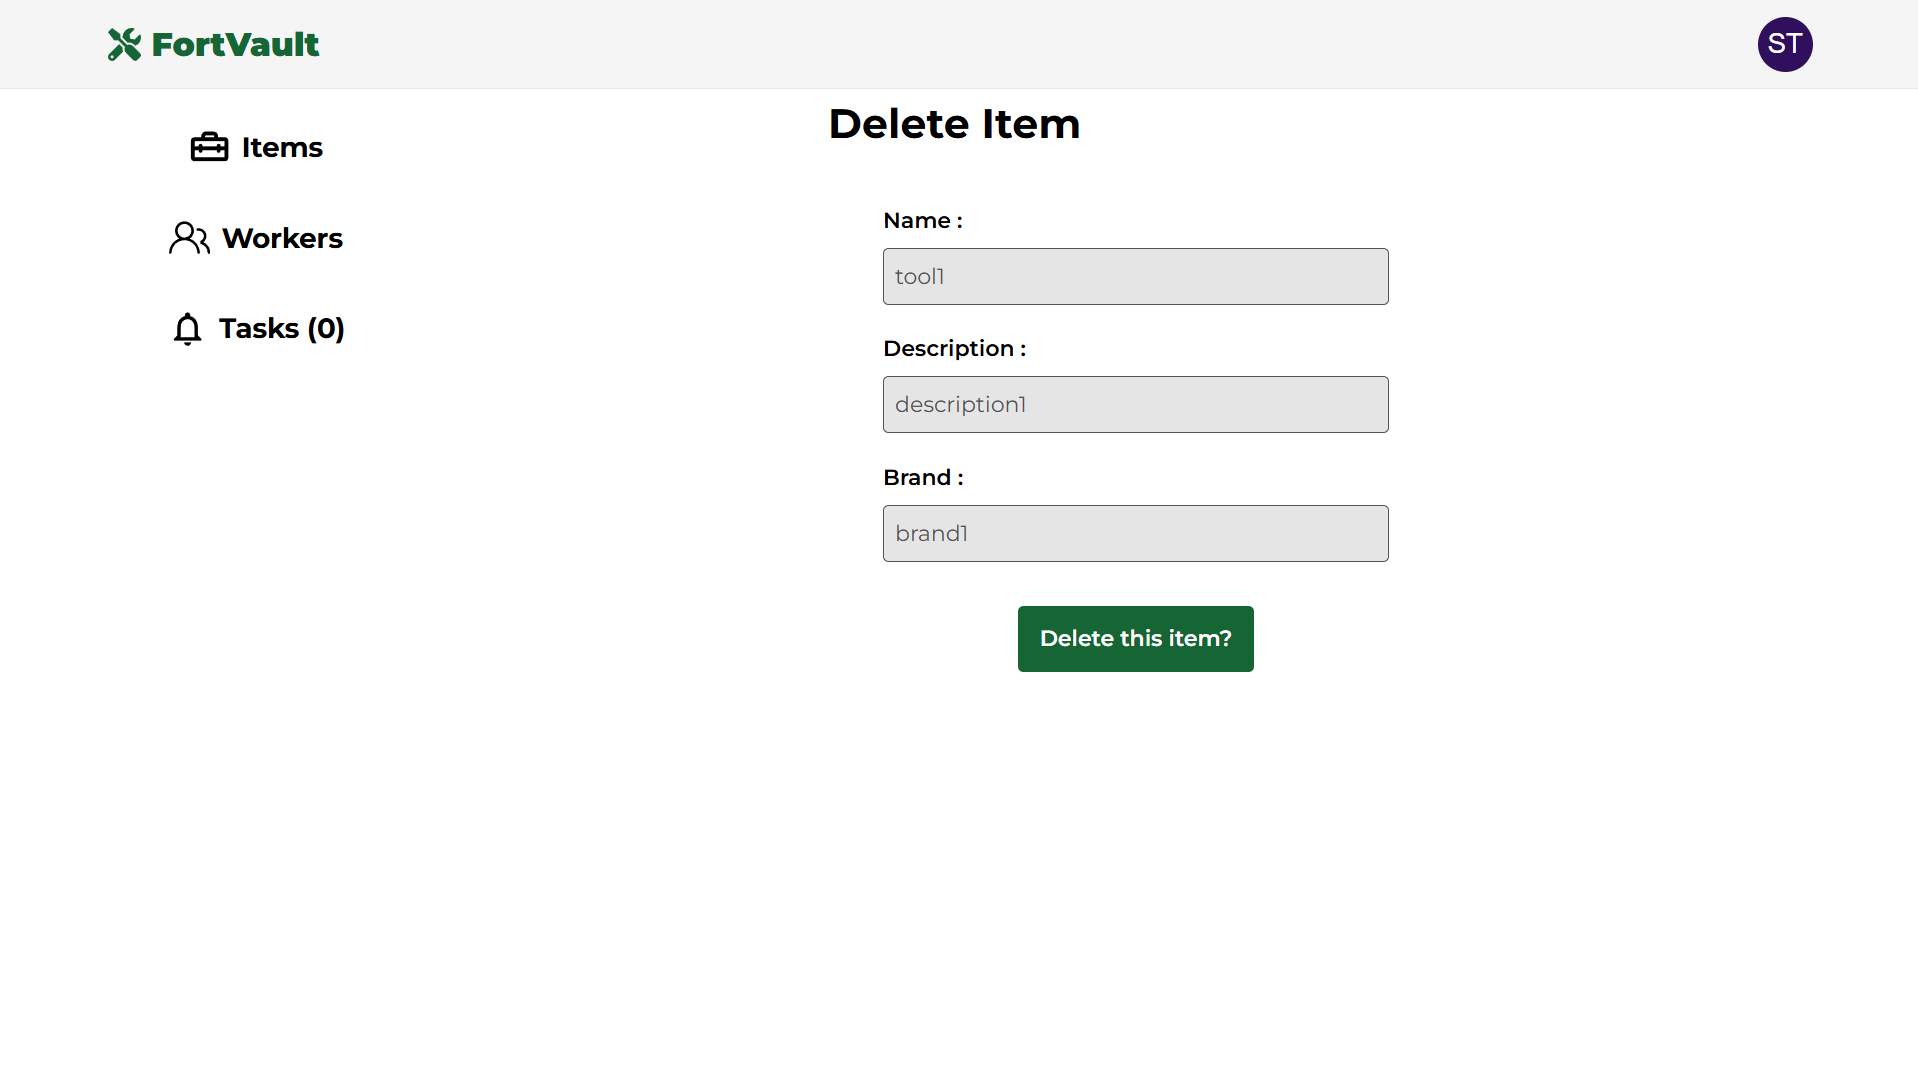 FortVault
ST
Items
Workers
Tasks (0)
Delete Item
Name :
tool1
Description :
description1
Brand :
brand1
Delete this item?